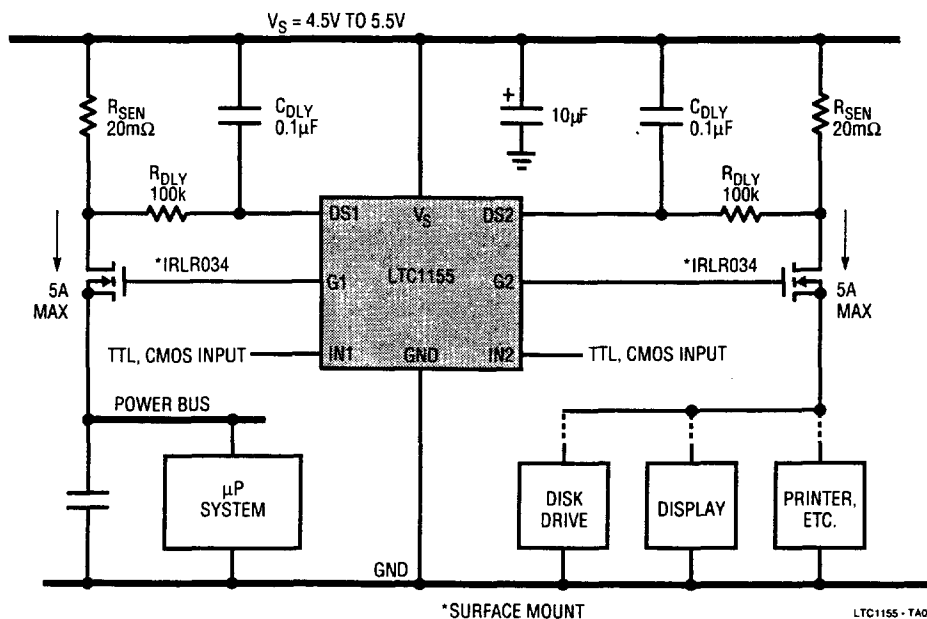 V_S = 4.5V TO 5.5V
R_SEN
20mΩ
C_DLY
0.1µF
+
10µF
C_DLY
0.1µF
R_SEN
20mΩ
R_DLY
100k
R_DLY
100k
DS1
V_S
DS2
LTC1155
*IRLR034
G1
G2
*IRLR034
5A
MAX
5A
MAX
TTL, CMOS INPUT
IN1
GND
IN2
TTL, CMOS INPUT
POWER BUS
µP
SYSTEM
DISK
DRIVE
DISPLAY
PRINTER,
ETC.
GND
*SURFACE MOUNT